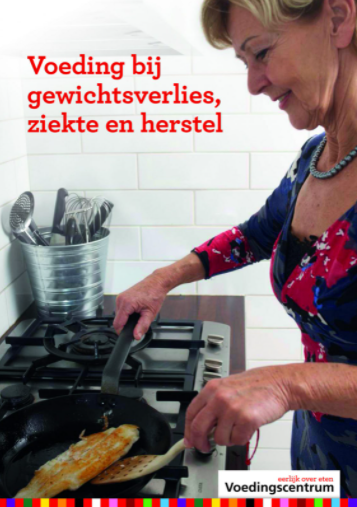 Voeding bij
gewichtsverlies,
ziekte en herstel
eerlijk over eten
Voedingscentrum